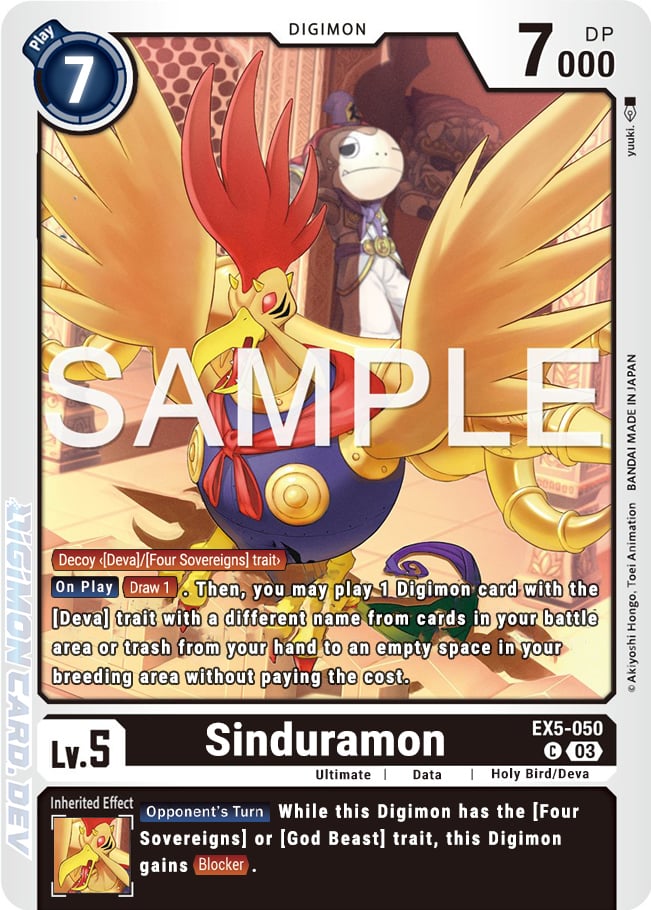 DIGIMON
Play
7
7000 DP
yuuki.
SAMPLE
Decoy ‹[Deva]/[Four Sovereigns] trait›
On Play Draw 1 . Then, you may play 1 Digimon card with the
[Deva] trait with a different name from cards in your battle
area or trash from your hand to an empty space in your
breeding area without paying the cost.
© Akiyoshi Hongo, Toei Animation BANDAI MADE IN JAPAN
DIGIMONCARD.DEV
Lv.5
Sinduramon
EX5-050
C 03
Ultimate | Data | Holy Bird/Deva
Inherited Effect
Opponent's Turn While this Digimon has the [Four
Sovereigns] or [God Beast] trait, this Digimon
gains Blocker .